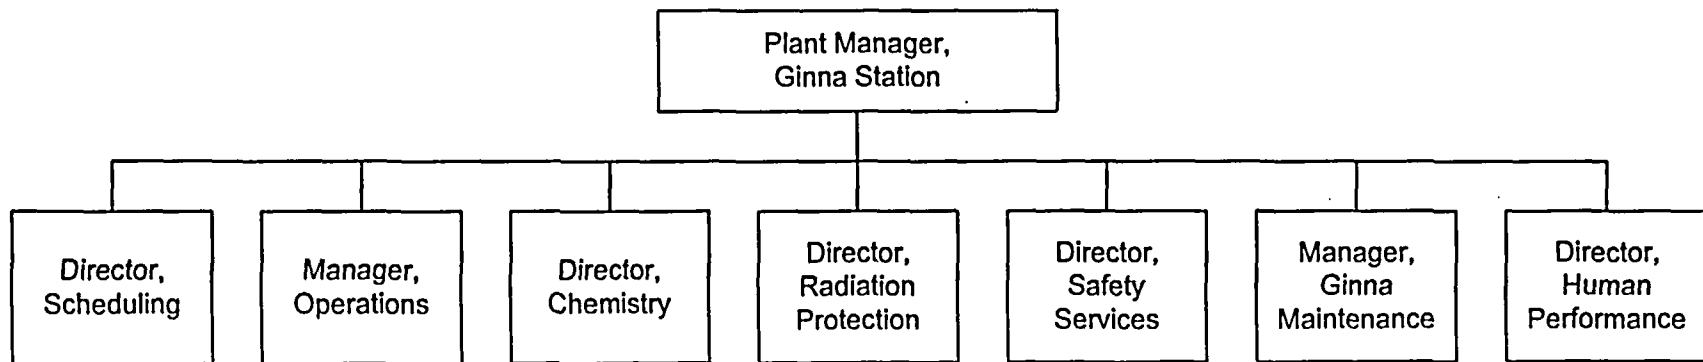 Plant Manager,
Ginna Station
Director,
Scheduling
Manager,
Operations
Director,
Chemistry
Director,
Radiation
Protection
Director,
Safety
Services
Manager,
Ginna
Maintenance
Director,
Human
Performance